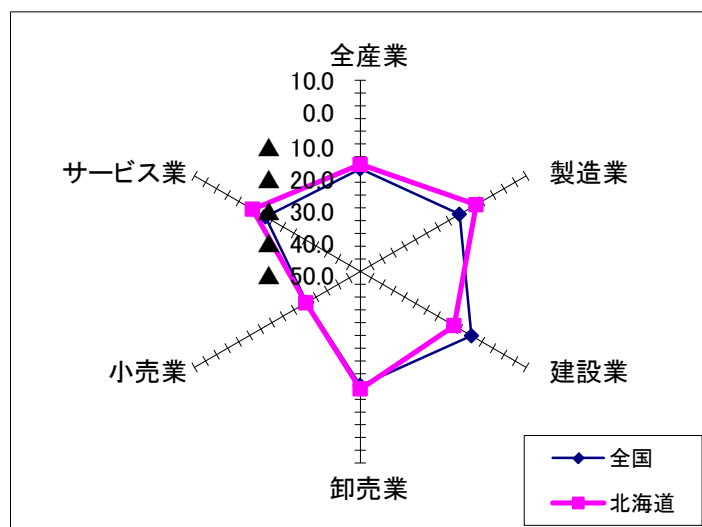 全産業
10.0
0.0
▲ 10.0
サービス業
▲ 20.0
製造業
▲ 30.0
▲ 40.0
▲ 50.0
小売業
建設業
卸売業
全国
北海道